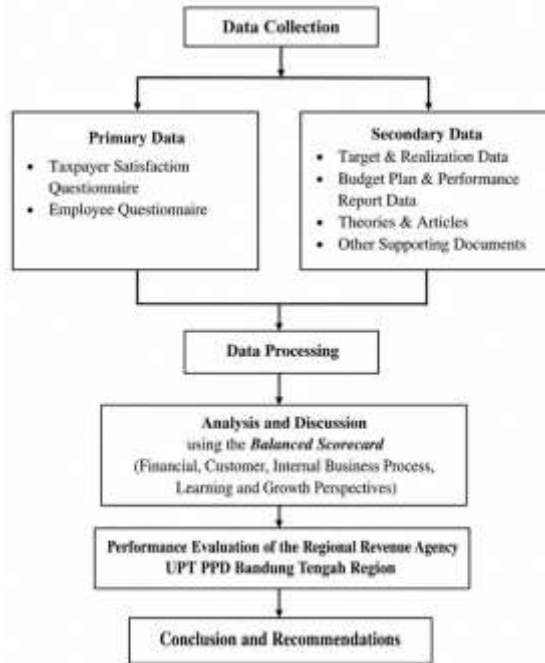 Data Collection
Primary Data
• Taxpayer Satisfaction
Questionnaire
• Employee Questionnaire
Secondary Data
• Target & Realization Data
• Budget Plan & Performance
Report Data
• Theories & Articles
• Other Supporting Documents
Data Processing
Analysis and Discussion
using the Balanced Scorecard
(Financial, Customer, Internal Business Process,
Learning and Growth Perspectives)
Performance Evaluation of the Regional Revenue Agency
UPT PPD Bandung Tengah Region
Conclusion and Recommendations